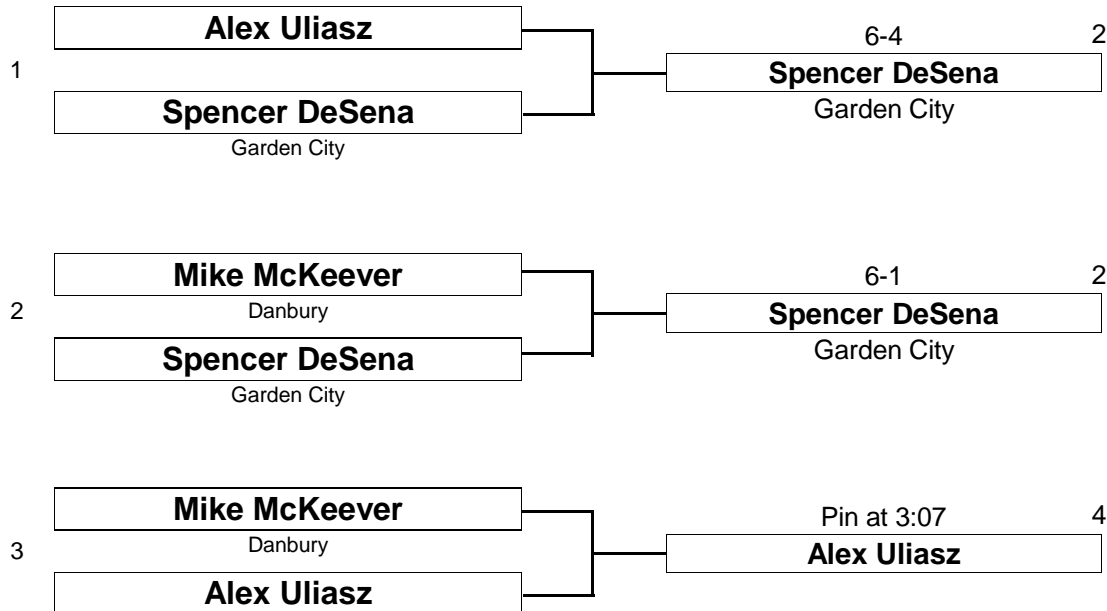 Alex Uliasz
6-4 2
1
Spencer DeSena
Spencer DeSena
Garden City
Garden City
Mike McKeever
6-1 2
2
Danbury
Spencer DeSena
Spencer DeSena
Garden City
Garden City
Mike McKeever
Pin at 3:07 4
3
Danbury
Alex Uliasz
Alex Uliasz